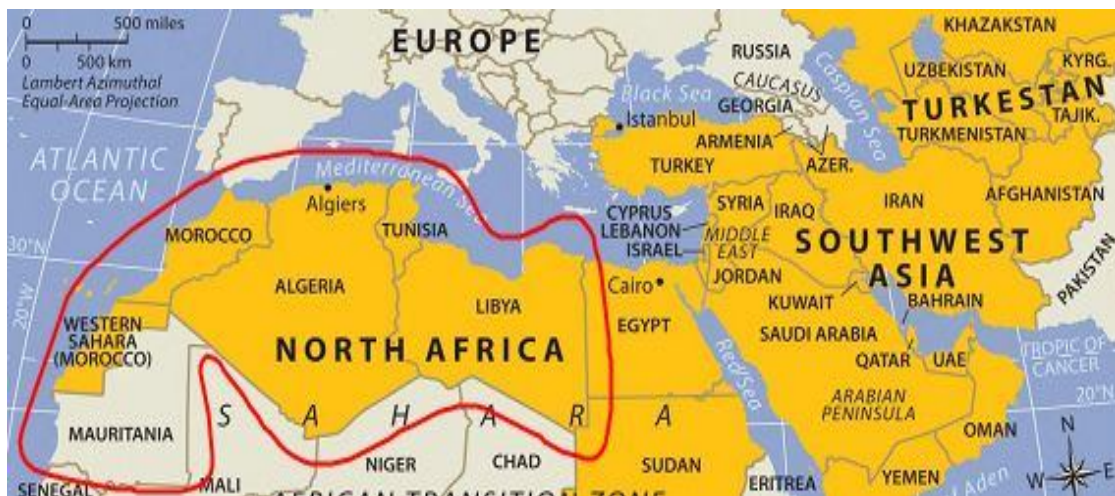 0 500 miles
0 500 km
Lambert Azimuthal
Equal-Area Projection
EUROPE
RUSSIA
KHAZAKSTAN
KYRG.
UZBEKISTAN
CAUCASUS
Caspian Sea
Black Sea
GEORGIA
TURKESTAN
TAJIK.
Istanbul
ARMENIA
TURKMENISTAN
ATLANTIC
OCEAN
TURKEY
AZER.
Mediterranean Sea
Algiers
CYPRUS
SYRIA
IRAQ
IRAN
AFGHANISTAN
LEBANON
ISRAEL
MIDDLE
EAST
TUNISIA
MOROCCO
30°N
SOUTHWEST
ASIA
JORDAN
Cairo
PAKISTAN
ALGERIA
LIBYA
EGYPT
KUWAIT
BAHRAIN
20°W
WESTERN
SAHARA
(MOROCCO)
SAUDI ARABIA
NORTH AFRICA
Red Sea
QATAR
UAE
TROPIC OF
CANCER
20°N
ARABIAN
PENINSULA
SAHARA
MAURITANIA
OMAN
NIGER
CHAD
SUDAN
N
W E
SENEGAL
MALI
ERITREA
YEMEN
Aden
AFRICAN TRANSITION ZONE